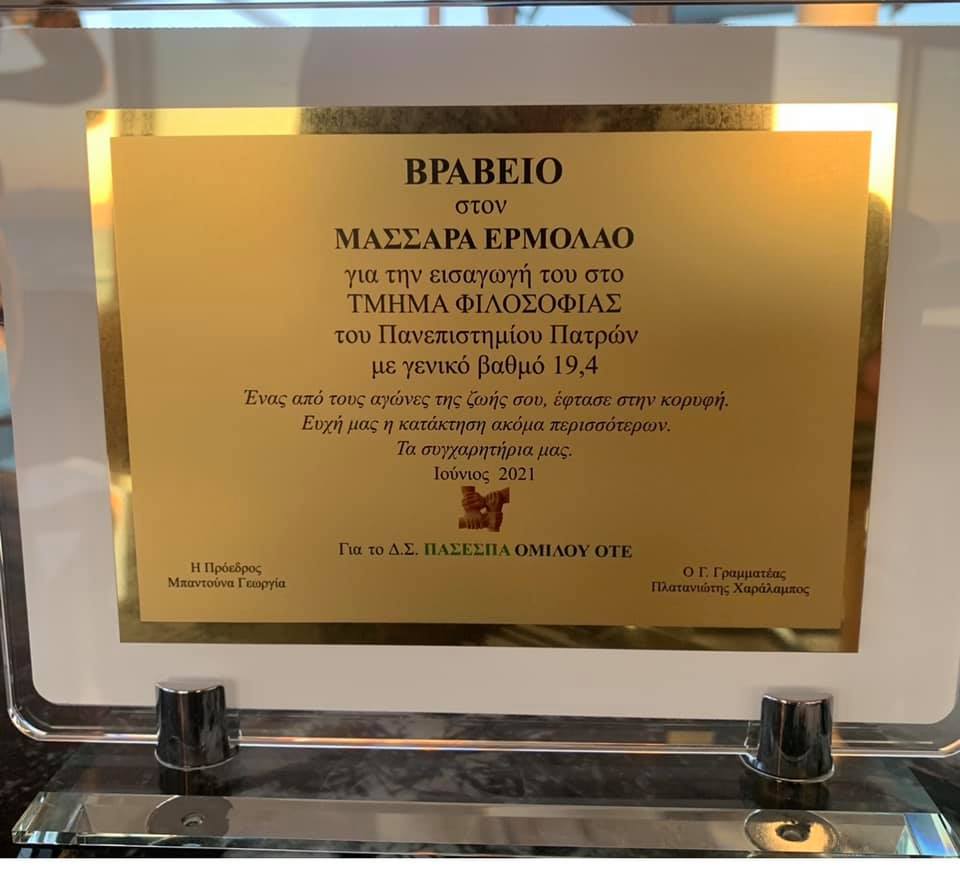 ΒΡΑΒΕΙΟ
στον
ΜΑΣΣΑΡΑ ΕΡΜΟΛΑΟ
για την εισαγωγή του στο
ΤΜΗΜΑ ΦΙΛΟΣΟΦΙΑΣ
του Πανεπιστημίου Πατρών
με γενικό βαθμό 19,4
Ένας από τους αγώνες της ζωής σου, έφτασε στην κορυφή.
Ευχή μας η κατάκτηση ακόμα περισσότερων.
Τα συγχαρητήρια μας.
Ιούνιος 2021
Για το Δ.Σ. ΠΑΣΕΣΠΑ ΟΜΙΛΟΥ ΟΤΕ
Η Πρόεδρος
Μπαντούνα Γεωργία
Ο Γ. Γραμματέας
Πλατανιώτης Χαράλαμπος